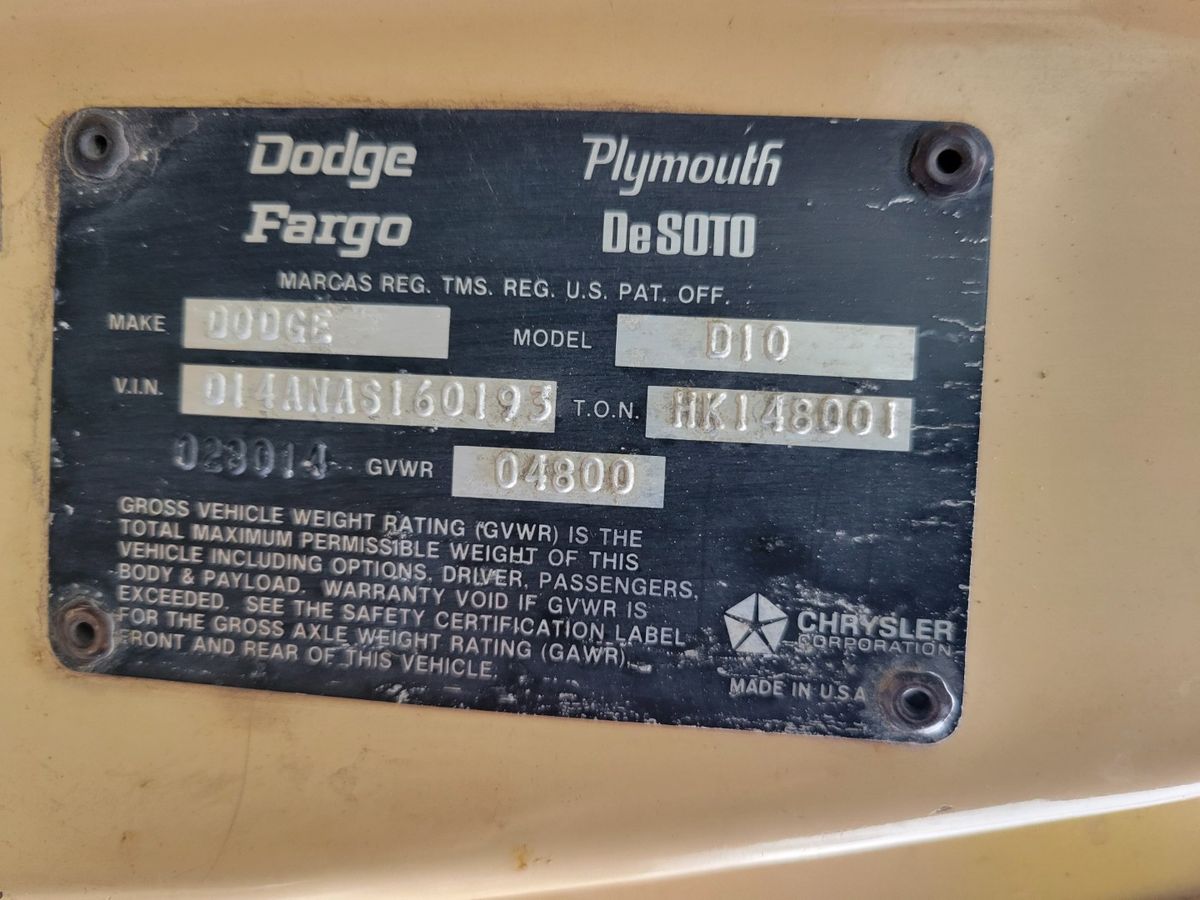 Dodge Plymouth
Fargo DeSOTO
MARCAS REG. TMS. REG. U.S. PAT. OFF.
MAKE DODGE MODEL D10
V.I.N. D14ANAS160193 T.O.N. HK148001
023014 GVWR 04800
GROSS VEHICLE WEIGHT RATING (GVWR) IS THE
TOTAL MAXIMUM PERMISSIBLE WEIGHT OF THIS
VEHICLE INCLUDING OPTIONS, DRIVER, PASSENGERS,
BODY & PAYLOAD. WARRANTY VOID IF GVWR IS
EXCEEDED. SEE THE SAFETY CERTIFICATION LABEL
FOR THE GROSS AXLE WEIGHT RATING (GAWR)
FRONT AND REAR OF THIS VEHICLE.
CHRYSLER
CORPORATION
MADE IN U.S.A